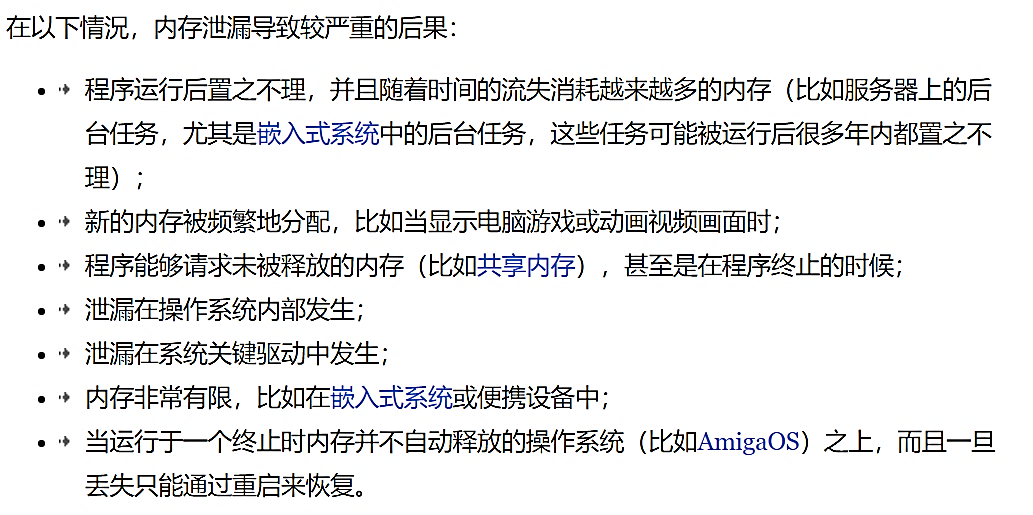 在以下情况，内存泄漏导致较严重的后果：
程序运行后置之不理，并且随着时间的流失消耗越来越多的内存（比如服务器上的后
台任务，尤其是嵌入式系统中的后台任务，这些任务可能被运行后很多年内都置之不
理）；
新的内存被频繁地分配，比如当显示电脑游戏或动画视频画面时；
程序能够请求未被释放的内存（比如共享内存），甚至是在程序终止的时候；
泄漏在操作系统内部发生；
泄漏在系统关键驱动中发生；
内存非常有限，比如在嵌入式系统或便携设备中；
当运行于一个终止时内存并不自动释放的操作系统（比如AmigaOS）之上，而且一旦
丢失只能通过重启来恢复。